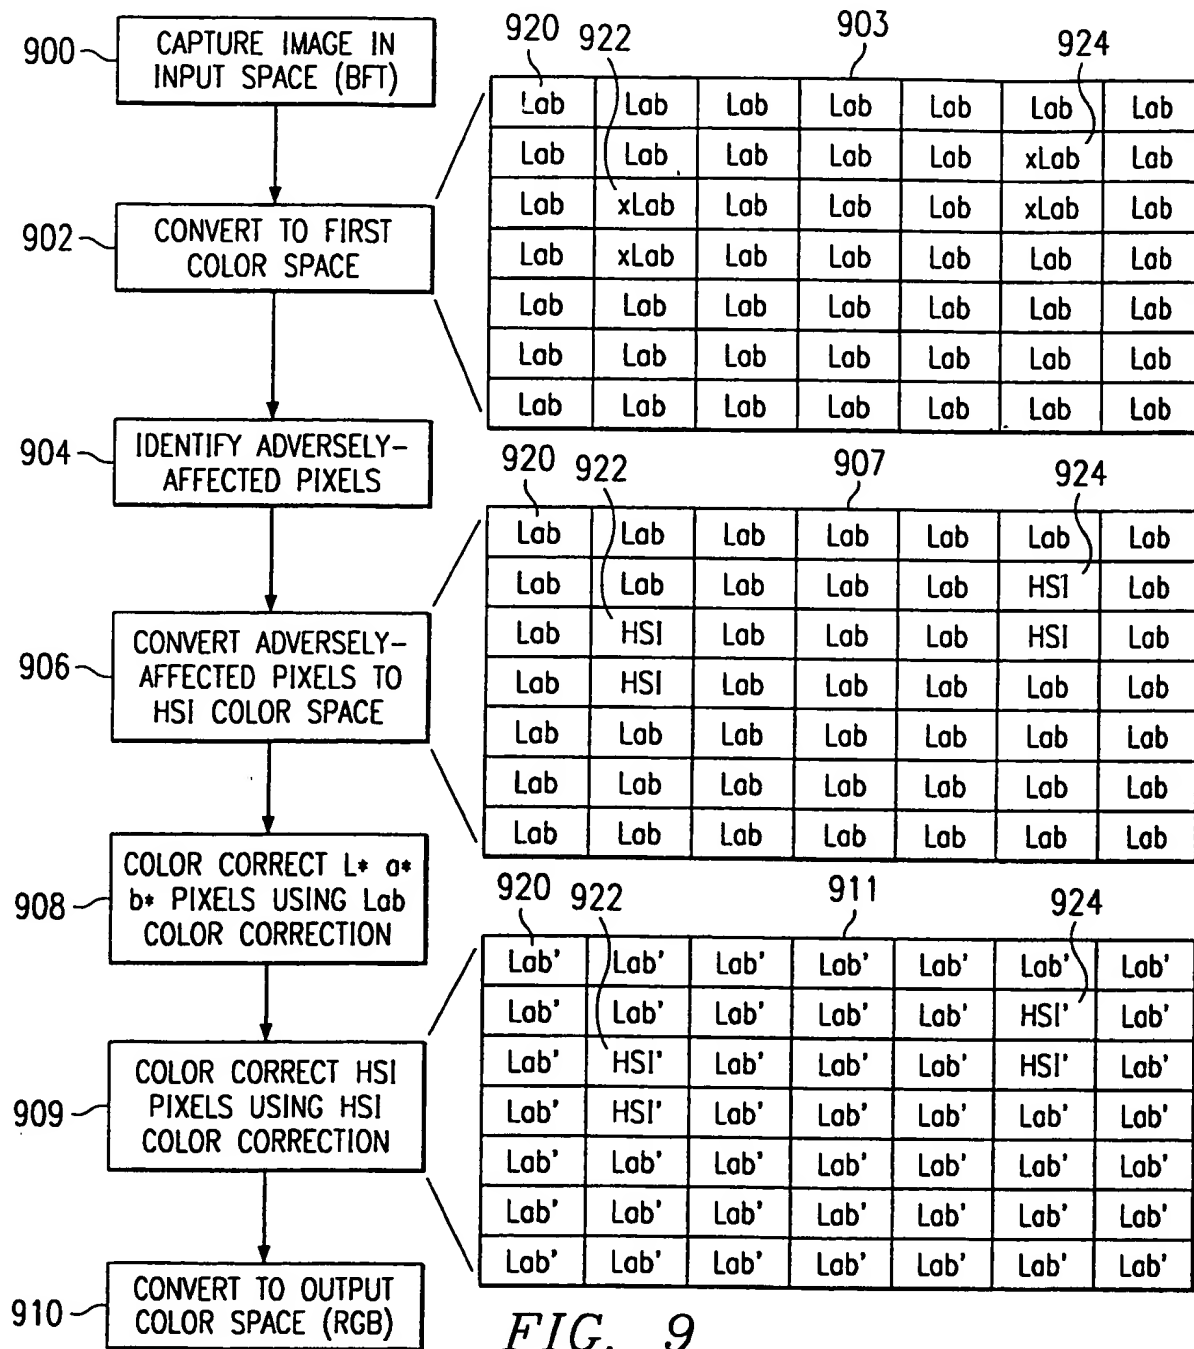 900
CAPTURE IMAGE IN
INPUT SPACE (BFT)
902
CONVERT TO FIRST
COLOR SPACE
904
IDENTIFY ADVERSELY-
AFFECTED PIXELS
906
CONVERT ADVERSELY-
AFFECTED PIXELS TO
HSI COLOR SPACE
908
COLOR CORRECT L* a*
b* PIXELS USING Lab
COLOR CORRECTION
909
COLOR CORRECT HSI
PIXELS USING HSI
COLOR CORRECTION
910
CONVERT TO OUTPUT
COLOR SPACE (RGB)
920 922 903 924
Lab Lab Lab Lab Lab Lab Lab
Lab Lab Lab Lab Lab xLab Lab
Lab xLab Lab Lab Lab xLab Lab
Lab xLab Lab Lab Lab Lab Lab
Lab Lab Lab Lab Lab Lab Lab
Lab Lab Lab Lab Lab Lab Lab
Lab Lab Lab Lab Lab Lab Lab
920 922 907 924
Lab Lab Lab Lab Lab Lab Lab
Lab Lab Lab Lab Lab HSI Lab
Lab HSI Lab Lab Lab HSI Lab
Lab HSI Lab Lab Lab Lab Lab
Lab Lab Lab Lab Lab Lab Lab
Lab Lab Lab Lab Lab Lab Lab
Lab Lab Lab Lab Lab Lab Lab
920 922 911 924
Lab' Lab' Lab' Lab' Lab' Lab' Lab'
Lab' Lab' Lab' Lab' Lab' HSI' Lab'
Lab' HSI' Lab' Lab' Lab' HSI' Lab'
Lab' HSI' Lab' Lab' Lab' Lab' Lab'
Lab' Lab' Lab' Lab' Lab' Lab' Lab'
Lab' Lab' Lab' Lab' Lab' Lab' Lab'
Lab' Lab' Lab' Lab' Lab' Lab' Lab'
FIG. 9